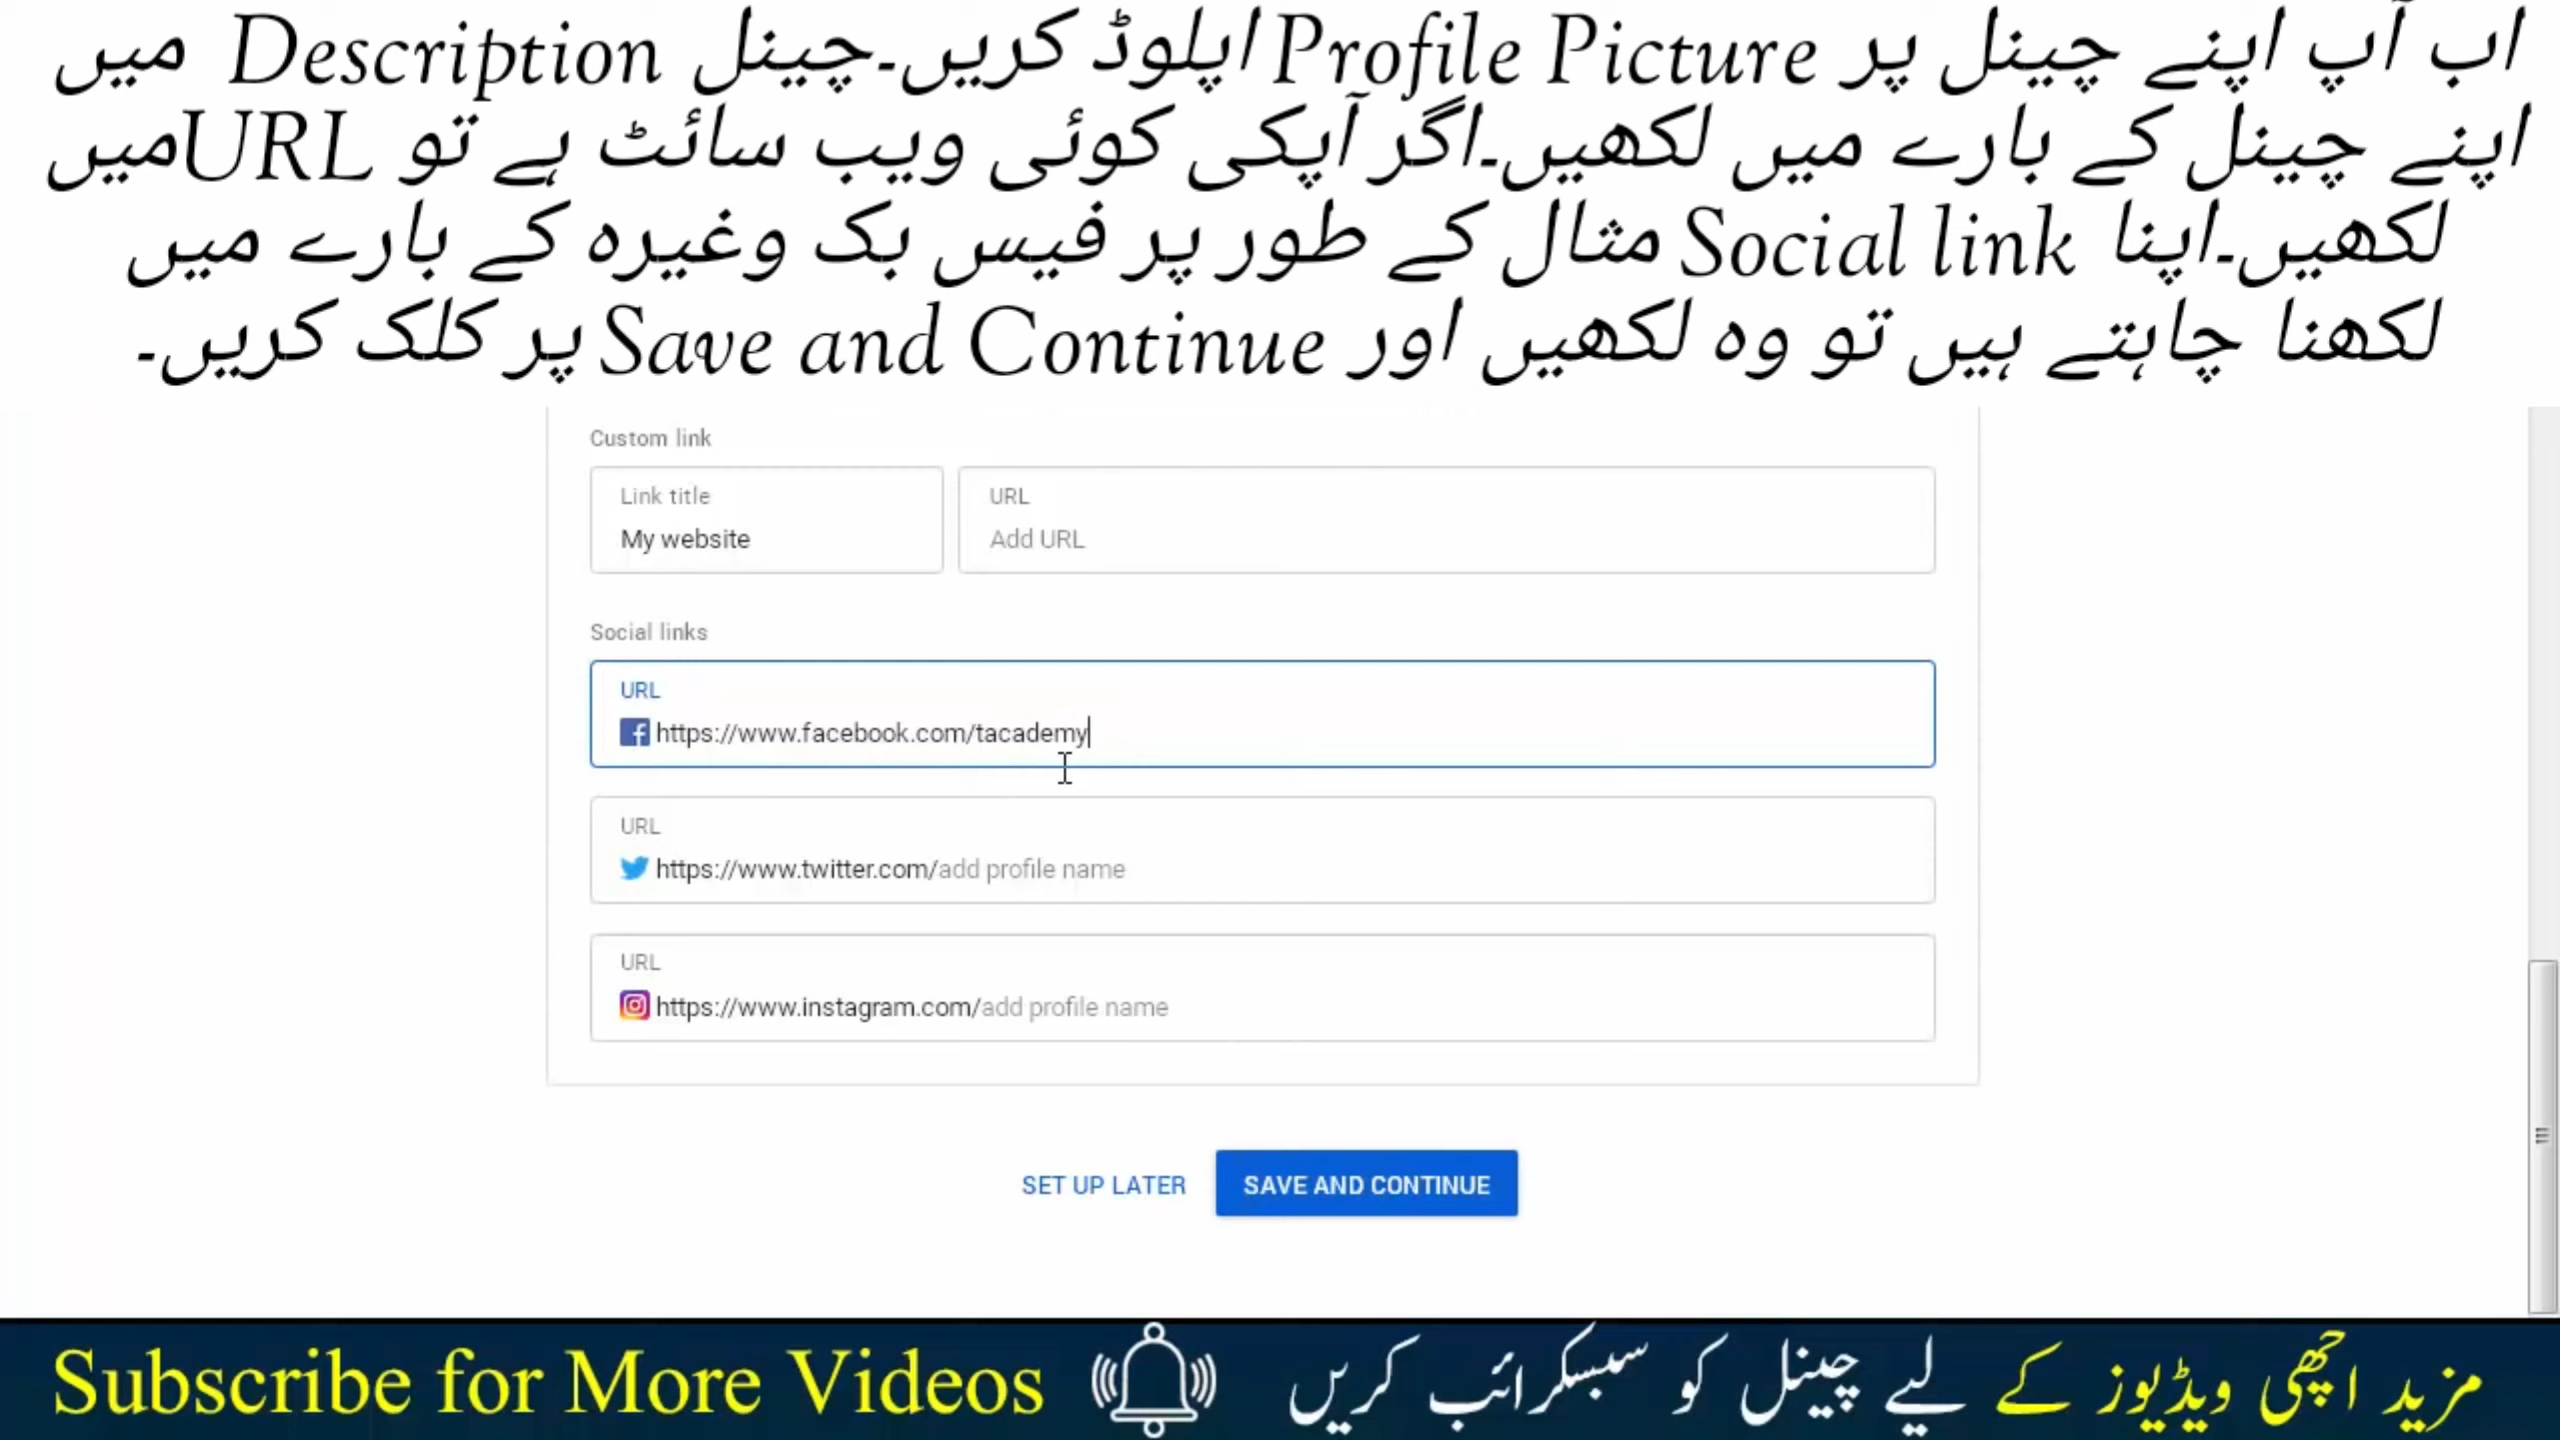 اب آپ اپنے چینل پر Profile Picture اپلوڈ کریں۔چینل Description میں
اپنے چینل کے بارے میں لکھیں۔اگر آپکی کوئی ویب سائٹ ہے تو URLمیں
لکھیں۔اپنا Social link مثال کے طور پر فیس بک وغیرہ کے بارے میں
لکھنا چاہتے ہیں تو وہ لکھیں اور Save and Continue پر کلک کریں۔
Custom link
Link title
My website
URL
Add URL
Social links
URL
https://www.facebook.com/tacademy
URL
https://www.twitter.com/add profile name
URL
https://www.instagram.com/add profile name
SET UP LATER
SAVE AND CONTINUE
Subscribe for More Videos
مزید اچھی ویڈیوز کے لیے چینل کو سبسکرائب کریں